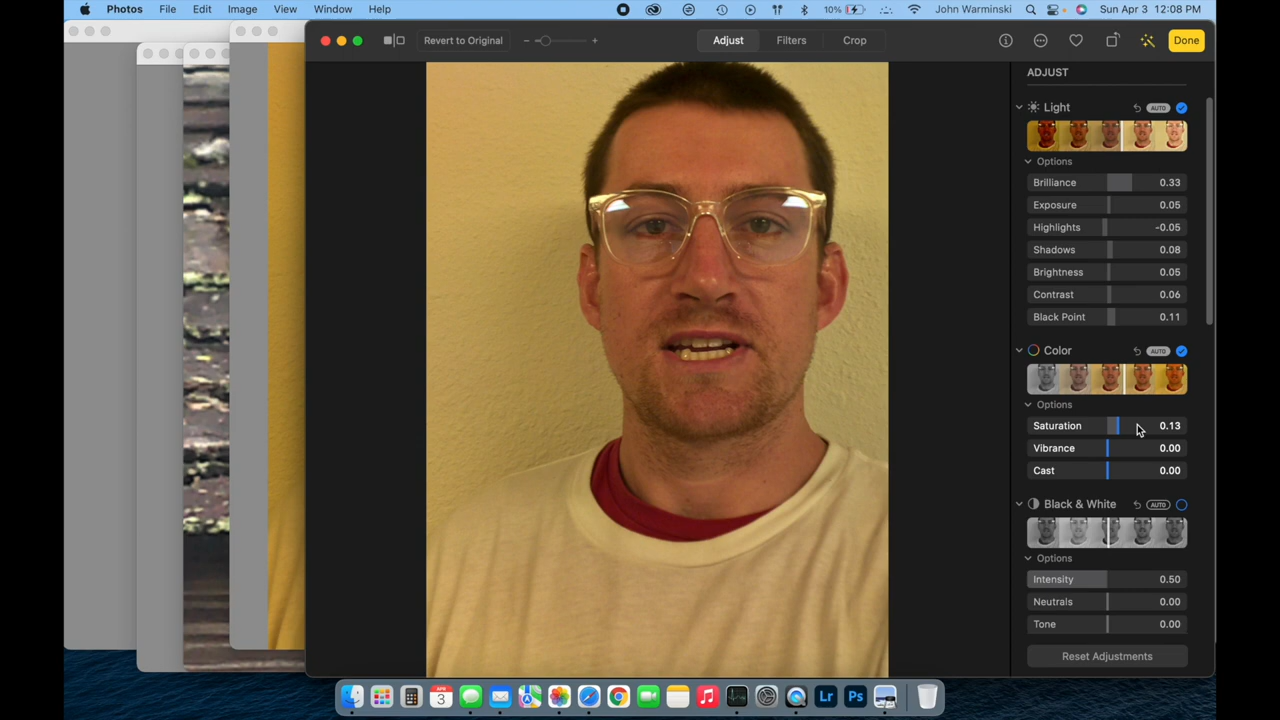 Photos File Edit Image View Window Help 10% John Warminski Sun Apr 3 12:08 PM
Revert to Original - + Adjust Filters Crop Done
ADJUST
Light AUTO
Options
Brilliance 0.33
Exposure 0.05
Highlights -0.05
Shadows 0.08
Brightness 0.05
Contrast 0.06
Black Point 0.11
Color AUTO
Options
Saturation 0.13
Vibrance 0.00
Cast 0.00
Black & White AUTO
Options
Intensity 0.50
Neutrals 0.00
Tone 0.00
Reset Adjustments
APR
3 Lr Ps